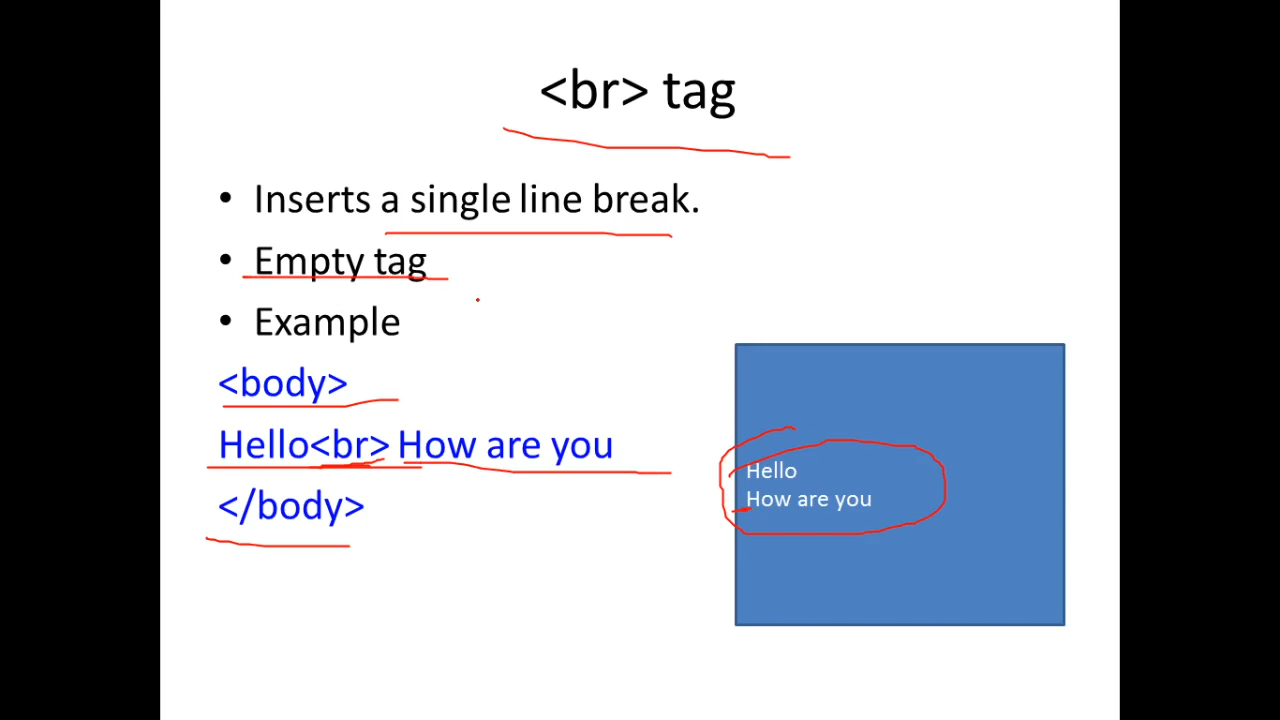 <br> tag
• Inserts a single line break.
• Empty tag
• Example
<body>
Hello<br> How are you
</body>
Hello
How are you